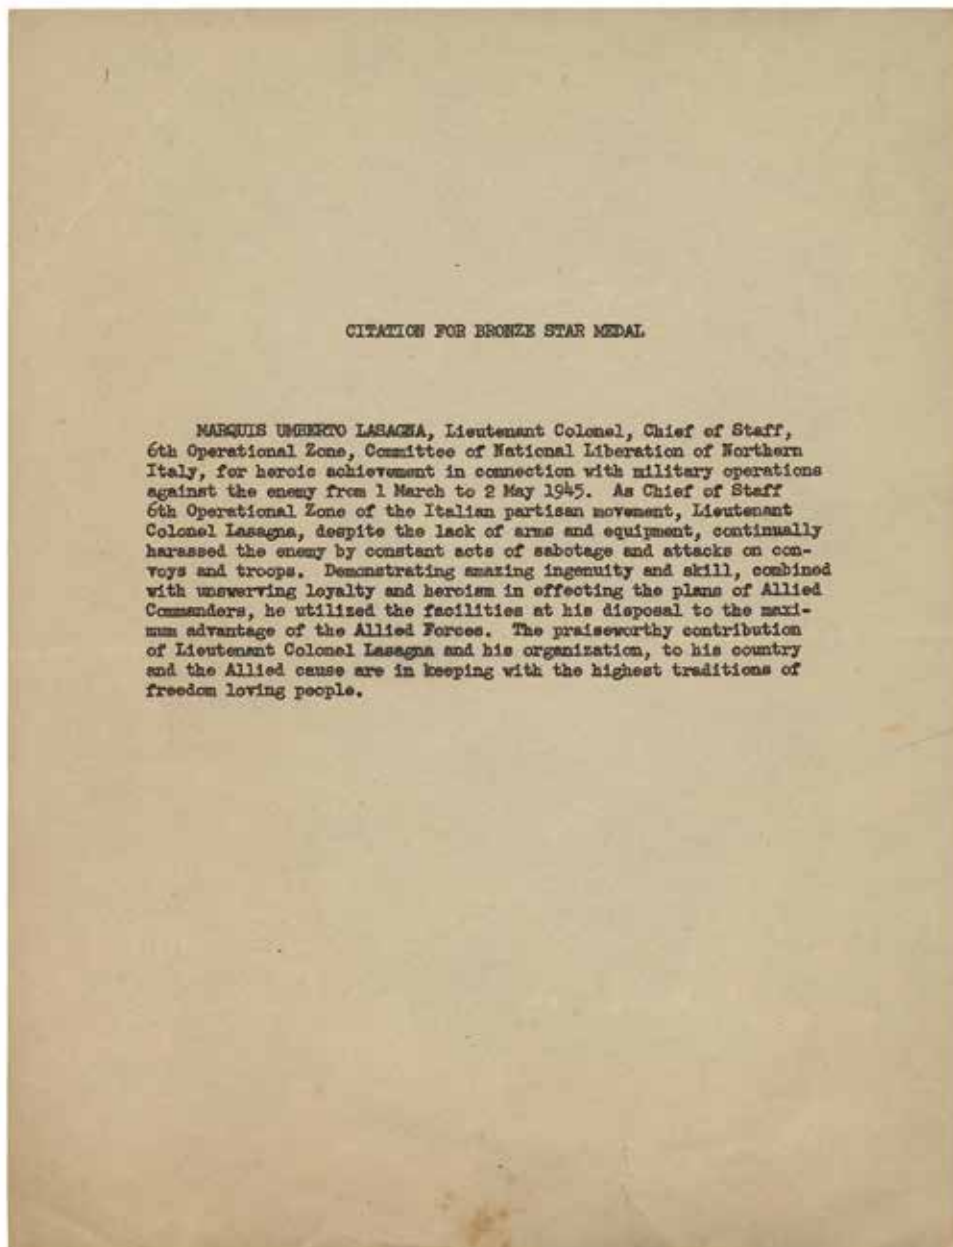 CITATION FOR BRONZE STAR MEDAL
MARQUIS UMBERTO LASAGNA, Lieutenant Colonel, Chief of Staff,
6th Operational Zone, Committee of National Liberation of Northern
Italy, for heroic achievement in connection with military operations
against the enemy from 1 March to 2 May 1945. As Chief of Staff
6th Operational Zone of the Italian partisan movement, Lieutenant
Colonel Lasagna, despite the lack of arms and equipment, continually
harassed the enemy by constant acts of sabotage and attacks on con-
voys and troops. Demonstrating amazing ingenuity and skill, combined
with unswerving loyalty and heroism in effecting the plans of Allied
Commanders, he utilized the facilities at his disposal to the maxi-
mum advantage of the Allied Forces. The praiseworthy contribution
of Lieutenant Colonel Lasagna and his organization, to his country
and the Allied cause are in keeping with the highest traditions of
freedom loving people.